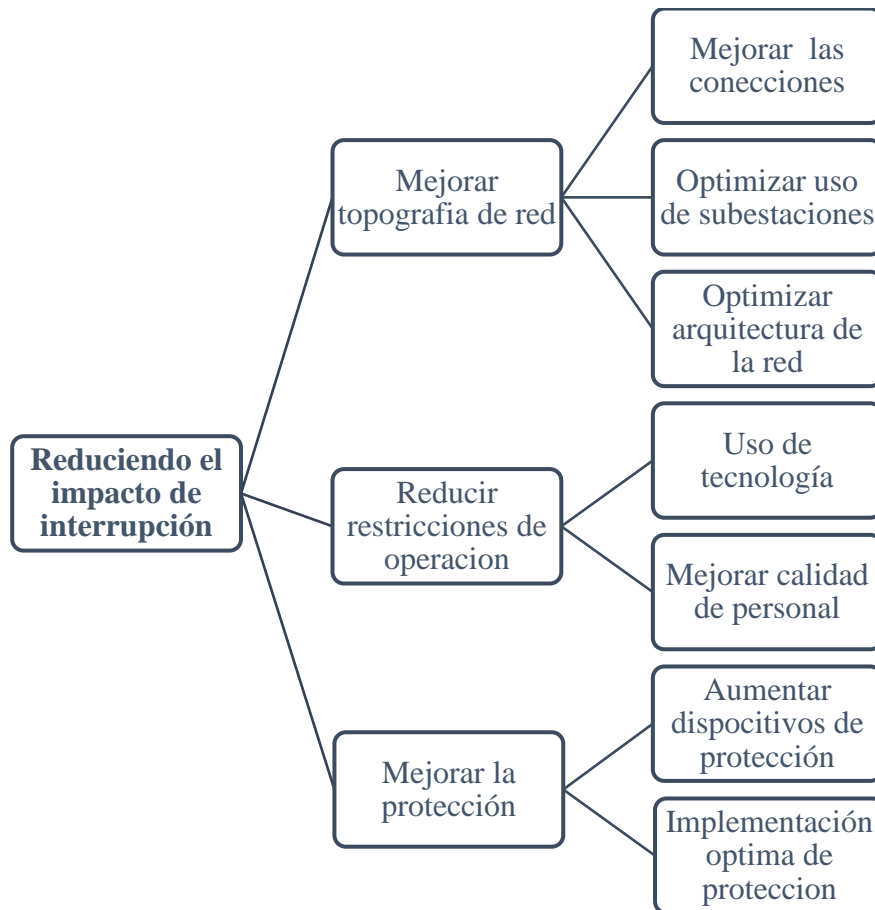 Reduciendo el
impacto de
interrupción
Mejorar
topografia de red
Mejorar las
conecciones
Optimizar uso
de subestaciones
Optimizar
arquitectura de
la red
Reducir
restricciones de
operacion
Uso de
tecnología
Mejorar calidad
de personal
Mejorar la
protección
Aumentar
dispocitivos de
protección
Implementación
optima de
proteccion